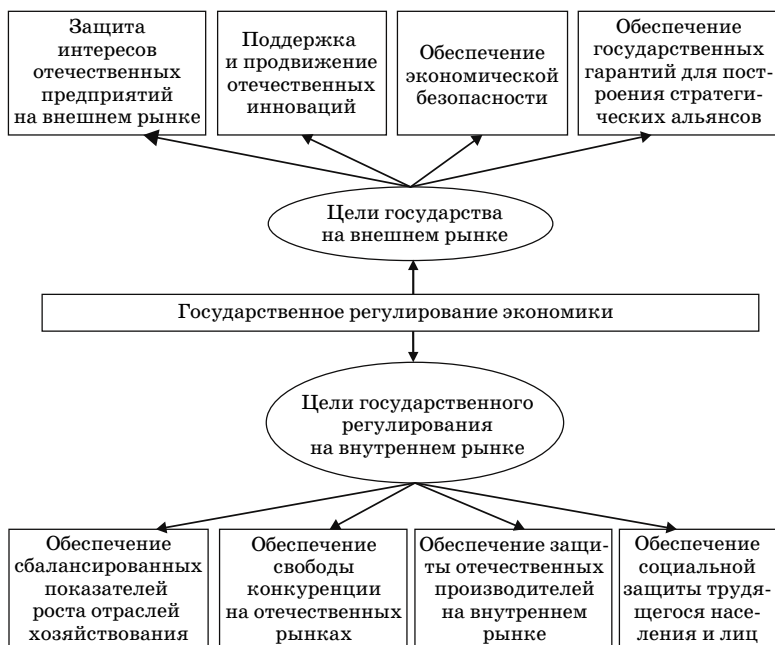 Защита
интересов
отечественных
предприятий
на внешнем рынке
Поддержка
и продвижение
отечественных
инноваций
Обеспечение
экономической
безопасности
Обеспечение
государственных
гарантий для пост-
роения стратеги-
ческих альянсов
Цели государства
на внешнем рынке
Государственное регулирование экономики
Цели государственного
регулирования
на внутреннем рынке
Обеспечение
сбалансированных
показателей
роста отраслей
хозяйствования
Обеспечение
свободы
конкуренции
на отечественных
рынках
Обеспечение защи-
ты отечественных
производителей
на внутреннем
рынке
Обеспечение
социальной
защиты трудя-
щегося насе-
ления и лиц